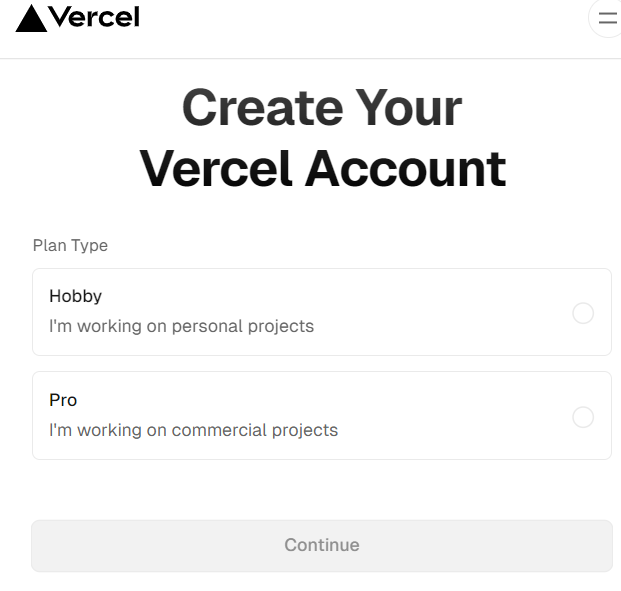 Vercel
Create Your
Vercel Account
Plan Type
Hobby
I'm working on personal projects
Pro
I'm working on commercial projects
Continue